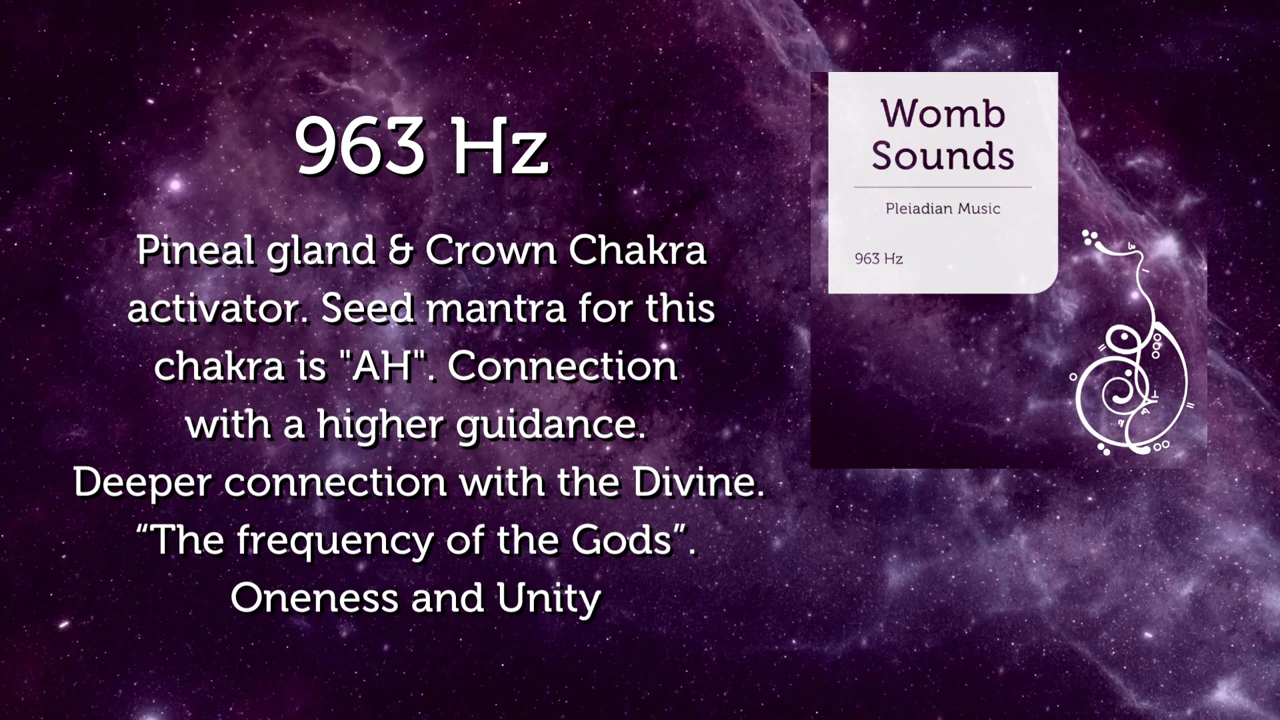 963 Hz
Pineal gland & Crown Chakra
activator. Seed mantra for this
chakra is "AH". Connection
with a higher guidance.
Deeper connection with the Divine.
“The frequency of the Gods”.
Oneness and Unity
Womb
Sounds
Pleiadian Music
963 Hz